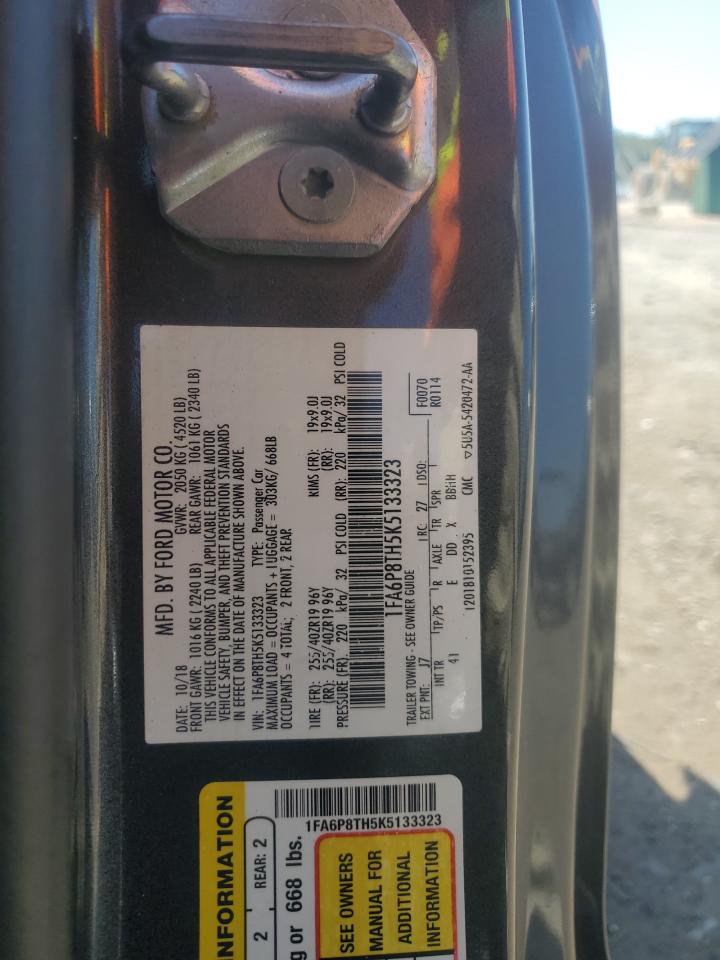 MFD. BY FORD MOTOR CO.
DATE: 10/18 GVWR: 2050 KG ( 4520 LB)
FRONT GAWR: 1016 KG ( 2240 LB) REAR GAWR: 1061 KG ( 2340 LB)
THIS VEHICLE CONFORMS TO ALL APPLICABLE FEDERAL MOTOR
VEHICLE SAFETY, BUMPER, AND THEFT PREVENTION STANDARDS
IN EFFECT ON THE DATE OF MANUFACTURE SHOWN ABOVE.
VIN: 1FA6P8TH5K5133323 TYPE: Passenger Car
MAXIMUM LOAD = OCCUPANTS + LUGGAGE = 303KG/ 668LB
OCCUPANTS = 4 TOTAL; 2 FRONT, 2 REAR
TIRE (FR): 255/40ZR19 96Y RIMS (FR): 19x9.0J
(RR): 255/40ZR19 96Y (RR): 19x9.0J
PRESSURE (FR): 220 kPa/ 32 PSI COLD (RR): 220 kPa/ 32 PSI COLD
1FA6P8TH5K5133323
TRAILER TOWING - SEE OWNER GUIDE F0070
EXT PNT: J7 RC: 27 DSO: R0114
INT TR TP/PS R AXLE TR SPR
41 E DD X
1201810152395 CMC 5U5A-5420472-AA
INFORMATION
2 REAR: 2
g or 668 lbs.
1FA6P8TH5K5133323
SEE OWNERS
MANUAL FOR
ADDITIONAL
INFORMATION